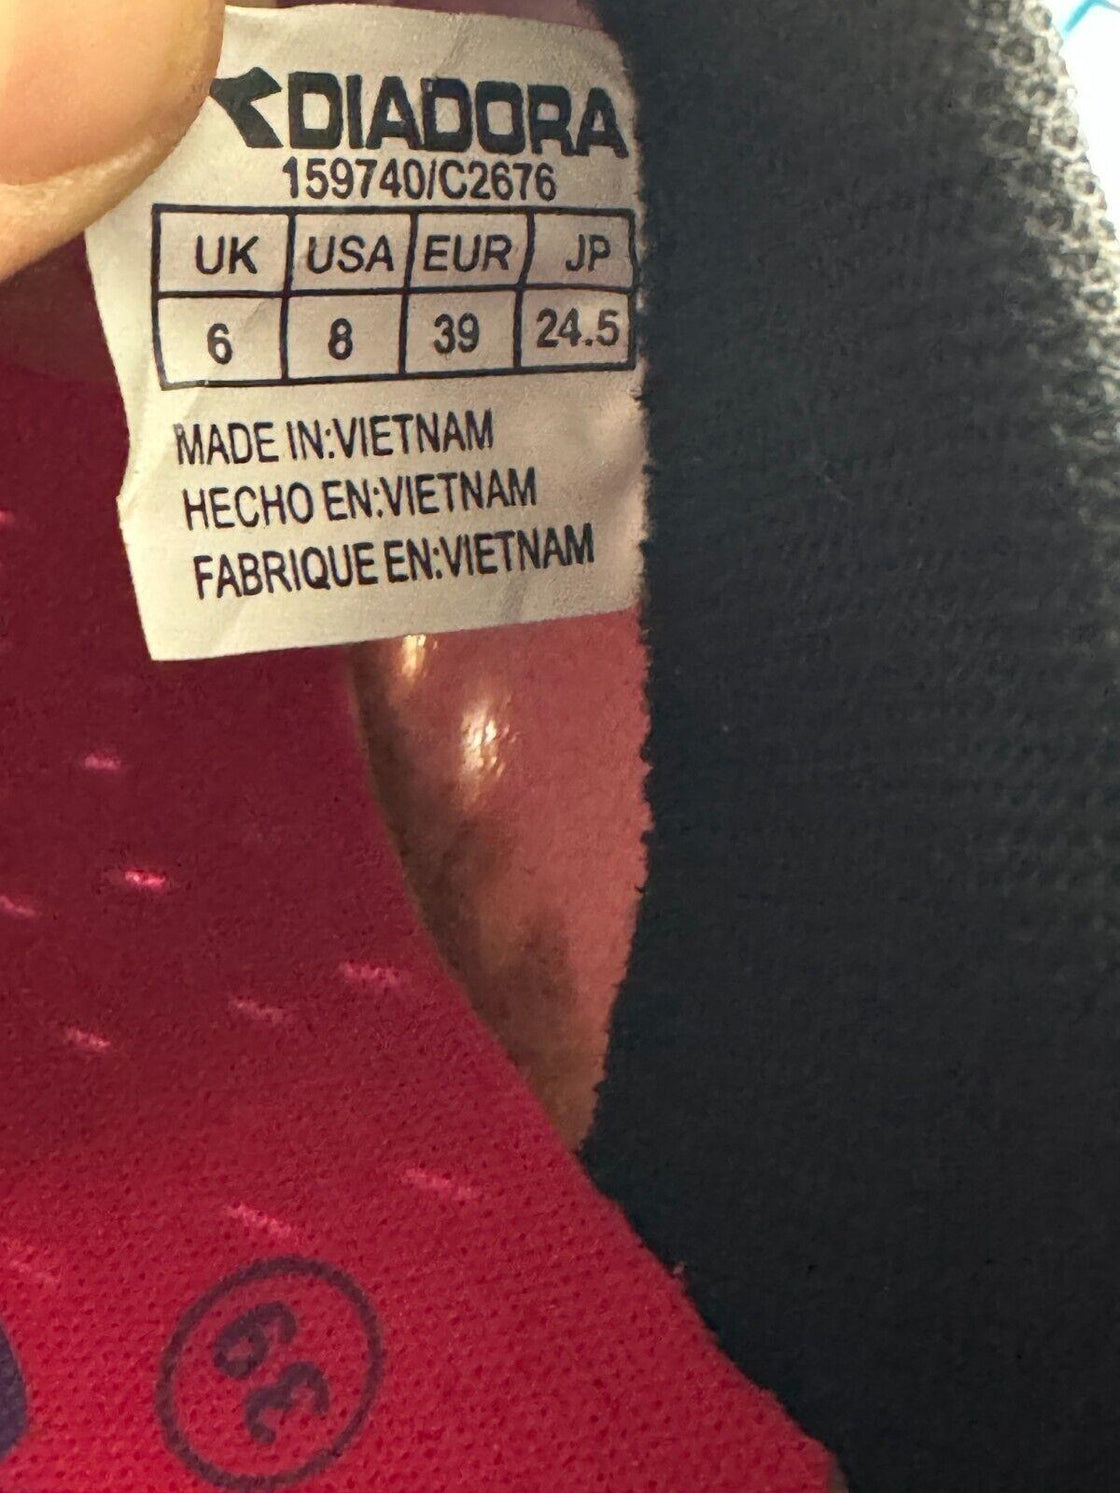 DIADORA
159740/C2676
UK USA EUR JP
6 8 39 24.5
MADE IN:VIETNAM
HECHO EN:VIETNAM
FABRIQUE EN:VIETNAM
39